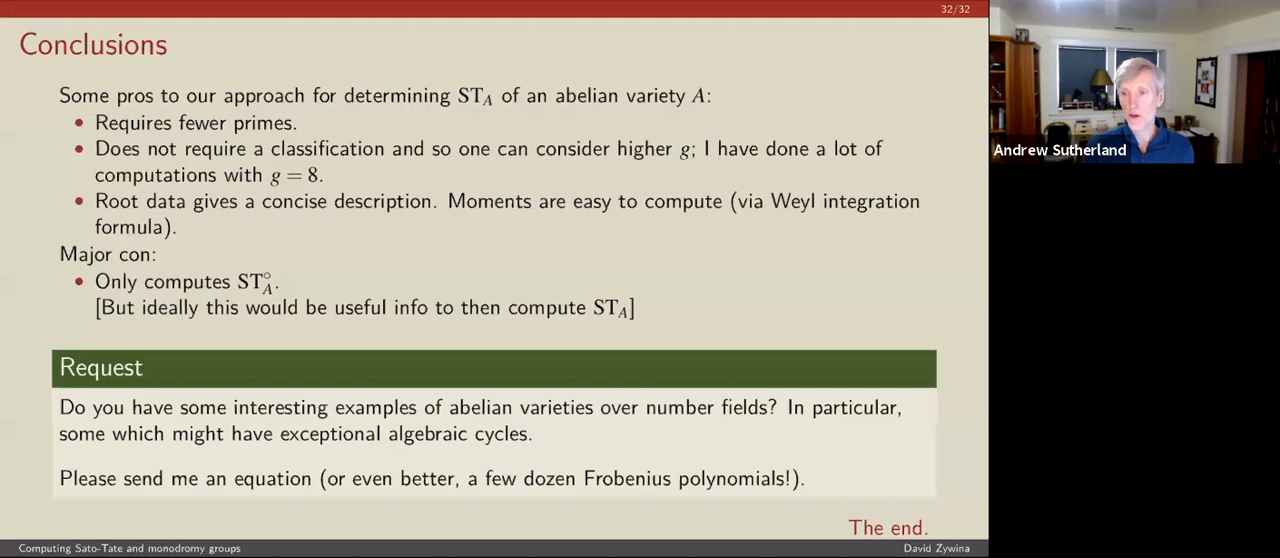 32/32
Conclusions
Some pros to our approach for determining ST_A of an abelian variety A:
• Requires fewer primes.
• Does not require a classification and so one can consider higher g; I have done a lot of
computations with g = 8.
• Root data gives a concise description. Moments are easy to compute (via Weyl integration
formula).
Major con:
• Only computes ST°_A.
[But ideally this would be useful info to then compute ST_A]
Request
Do you have some interesting examples of abelian varieties over number fields? In particular,
some which might have exceptional algebraic cycles.
Please send me an equation (or even better, a few dozen Frobenius polynomials!).
The end.
Computing Sato-Tate and monodromy groups
David Zywina
Andrew Sutherland